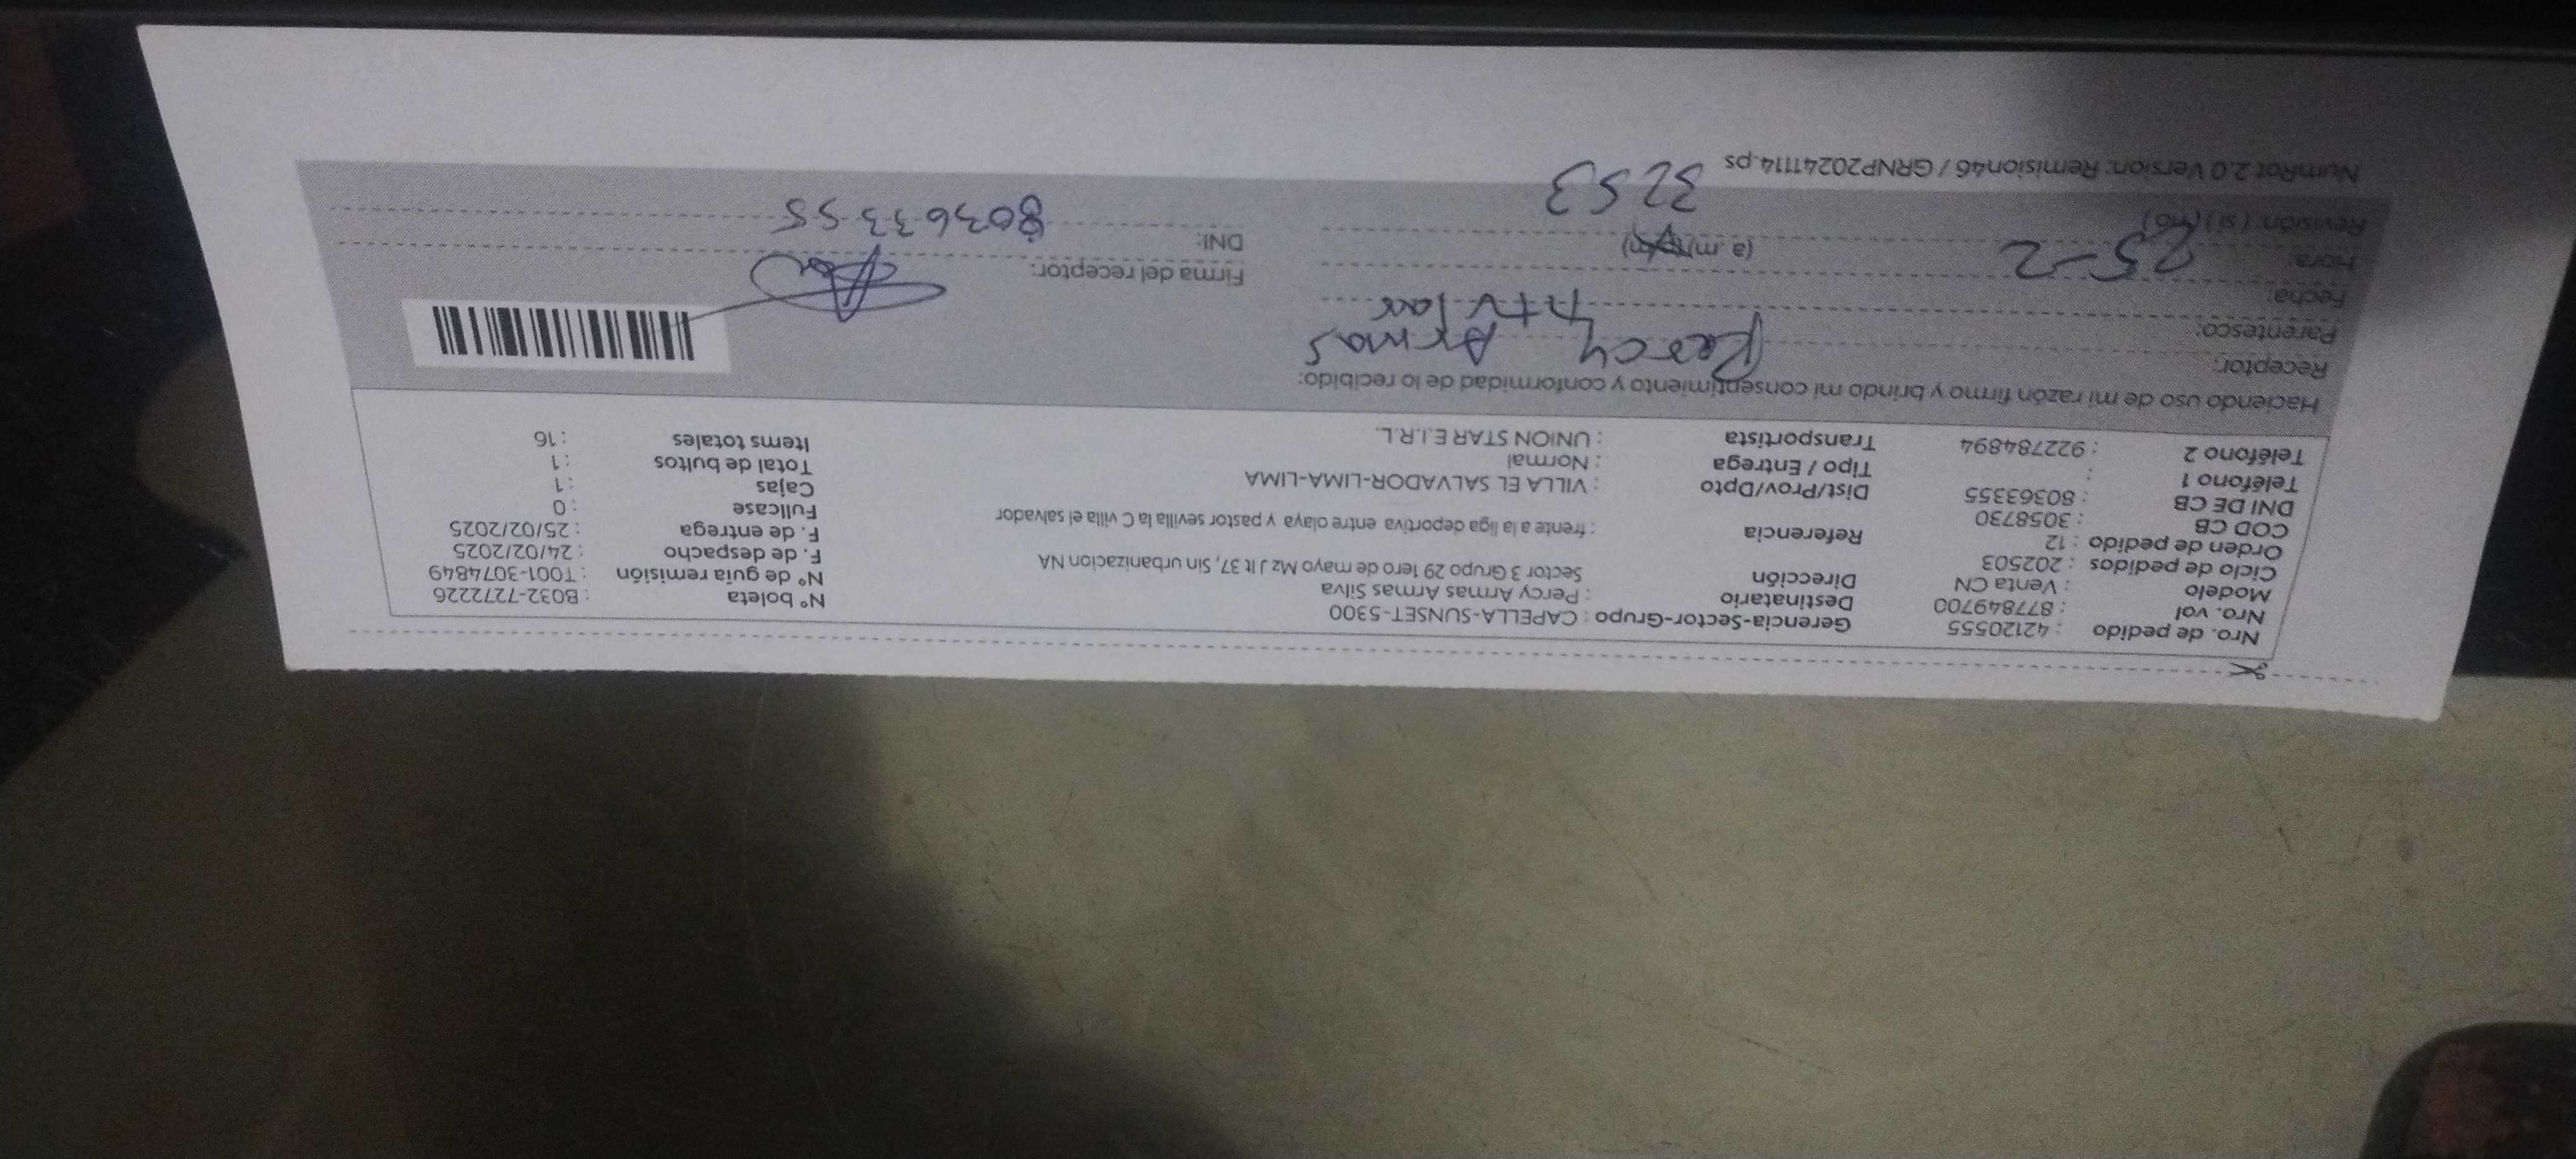 Nro. de pedido : 42120555
Nro. vol : 877849700
Modelo : Venta CN
Ciclo de pedidos : 202503
Orden de pedido : 12
COD CB : 3058730
DNI DE CB : 80363355
Teléfono 1 :
Teléfono 2 : 922784894
Gerencia-Sector-Grupo : CAPELLA-SUNSET-5300
Destinatario : Percy Armas Armas Silva
Dirección Sector 3 Grupo 29 1ero de mayo Mz J lt 37, Sin urbanizacion NA
Referencia : frente a la liga deportiva entre olaya y pastor sevilla la C villa el salvador
Dist/Prov/Dpto : VILLA EL SALVADOR-LIMA-LIMA
Tipo / Entrega : Normal
Transportista : UNION STAR E.I.R.L.
N° boleta : B032-7272226
N° de guía remisión : T001-3074849
F. de despacho : 24/02/2025
F. de entrega : 25/02/2025
Fullcase : 0
Cajas : 1
Total de bultos : 1
Items totales : 16
Haciendo uso de mi razón firmo y brindo mi consentimiento y conformidad de lo recibido:
Receptor: Percy Armas
Parentesco: titular
Fecha: 25-2
Hora: (a.m)(p.m)
Revisión: (si) (no) 3253
Firma del receptor:
DNI: 80363355
NumRot 2.0 Version: Remision46 / GRNP20241114.ps